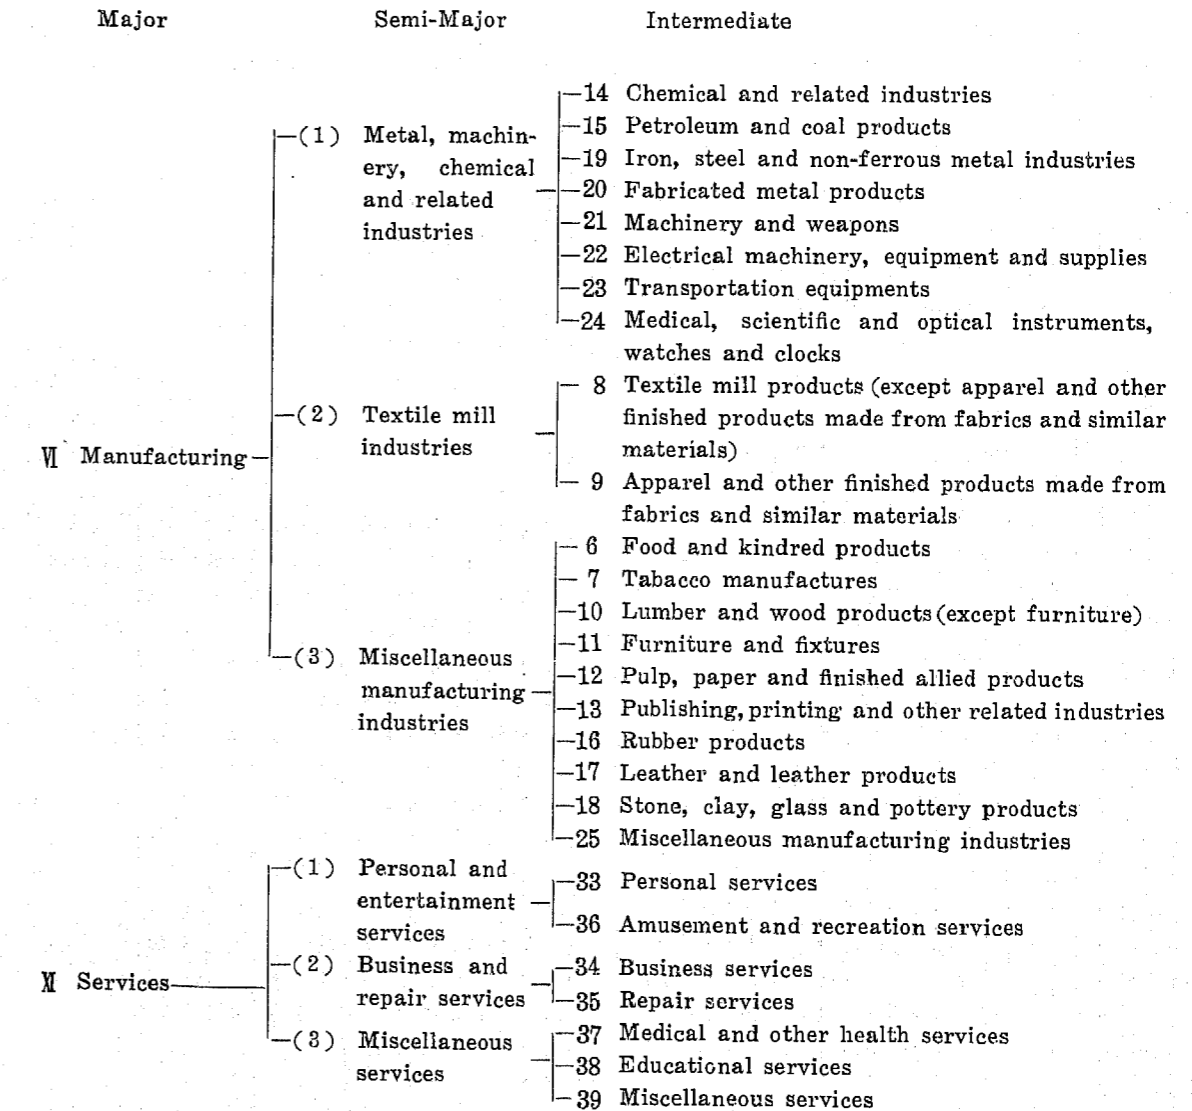 Major Semi-Major Intermediate
14 Chemical and related industries
(1) Metal, machin- 15 Petroleum and coal products
ery, chemical 19 Iron, steel and non-ferrous metal industries
and related 20 Fabricated metal products
industries 21 Machinery and weapons
22 Electrical machinery, equipment and supplies
23 Transportation equipments
24 Medical, scientific and optical instruments,
watches and clocks
8 Textile mill products (except apparel and other
(2) Textile mill finished products made from fabrics and similar
industries materials)
VI Manufacturing
9 Apparel and other finished products made from
fabrics and similar materials
6 Food and kindred products
7 Tabacco manufactures
10 Lumber and wood products (except furniture)
11 Furniture and fixtures
(3) Miscellaneous 12 Pulp, paper and finished allied products
manufacturing 13 Publishing, printing and other related industries
industries 16 Rubber products
17 Leather and leather products
18 Stone, clay, glass and pottery products
25 Miscellaneous manufacturing industries
(1) Personal and 33 Personal services
entertainment
services 36 Amusement and recreation services
(2) Business and 34 Business services
XI Services
repair services 35 Repair services
(3) Miscellaneous 37 Medical and other health services
services 38 Educational services
39 Miscellaneous services